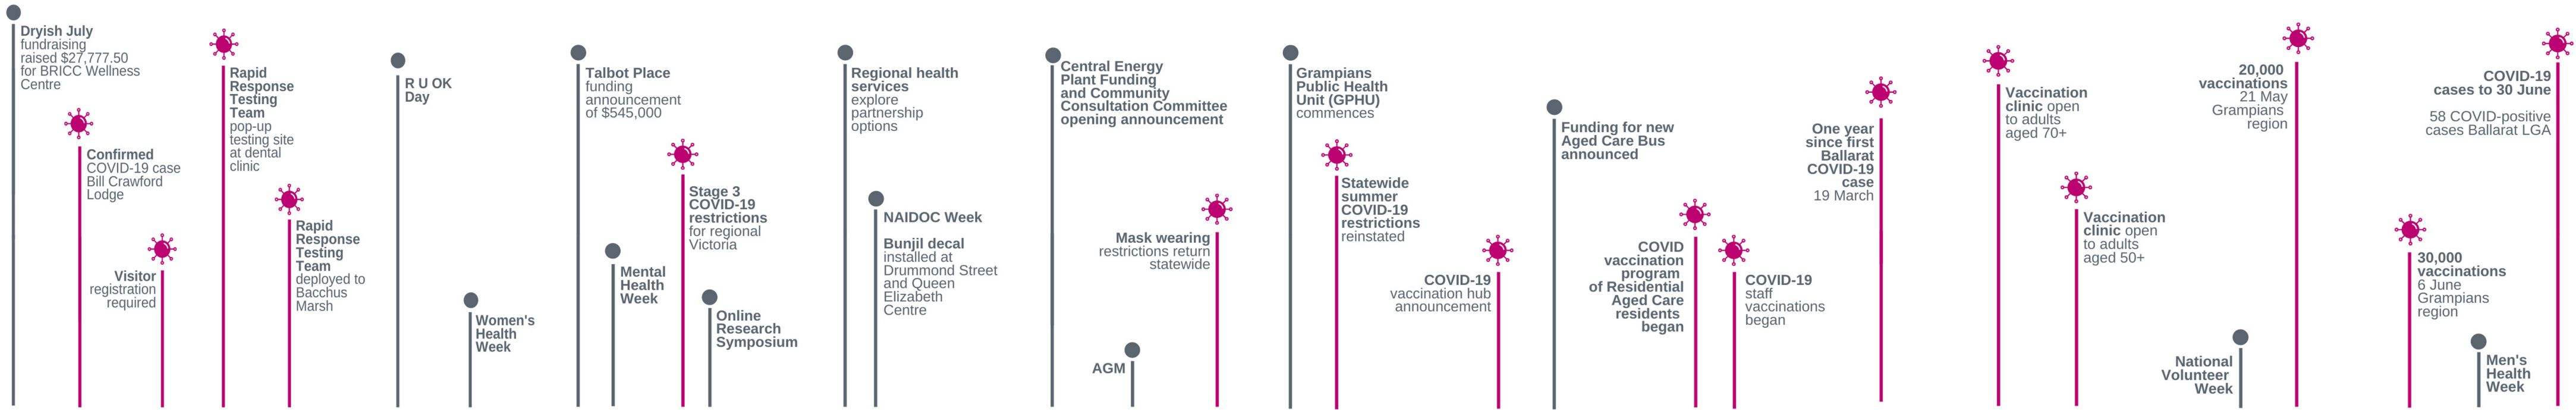 Dryish July
fundraising
raised $27,777.50
for BRICC Wellness
Centre
Confirmed
COVID-19 case
Bill Crawford
Lodge
Visitor
registration
required
Rapid
Response
Testing
Team
pop-up
testing site
at dental
clinic
Rapid
Response
Testing
Team
deployed to
Bacchus
Marsh
R U OK
Day
Women's
Health
Week
Talbot Place
funding
announcement
of $545,000
Mental
Health
Week
Stage 3
COVID-19
restrictions
for regional
Victoria
Online
Research
Symposium
Regional health
services
explore
partnership
options
NAIDOC Week
Bunjil decal
installed at
Drummond Street
and Queen
Elizabeth
Centre
Central Energy
Plant Funding
and Community
Consultation Committee
opening announcement
AGM
Mask wearing
restrictions return
statewide
Grampians
Public Health
Unit (GPHU)
commences
Statewide
summer
COVID-19
restrictions
reinstated
COVID-19
vaccination hub
announcement
Funding for new
Aged Care Bus
announced
COVID
vaccination
program
of Residential
Aged Care
residents
began
COVID-19
staff
vaccinations
began
One year
since first
Ballarat
COVID-19
case
19 March
Vaccination
clinic open
to adults
aged 70+
Vaccination
clinic open
to adults
aged 50+
National
Volunteer
Week
20,000
vaccinations
21 May
Grampians
region
30,000
vaccinations
6 June
Grampians
region
Men's
Health
Week
COVID-19
cases to 30 June
58 COVID-positive
cases Ballarat LGA